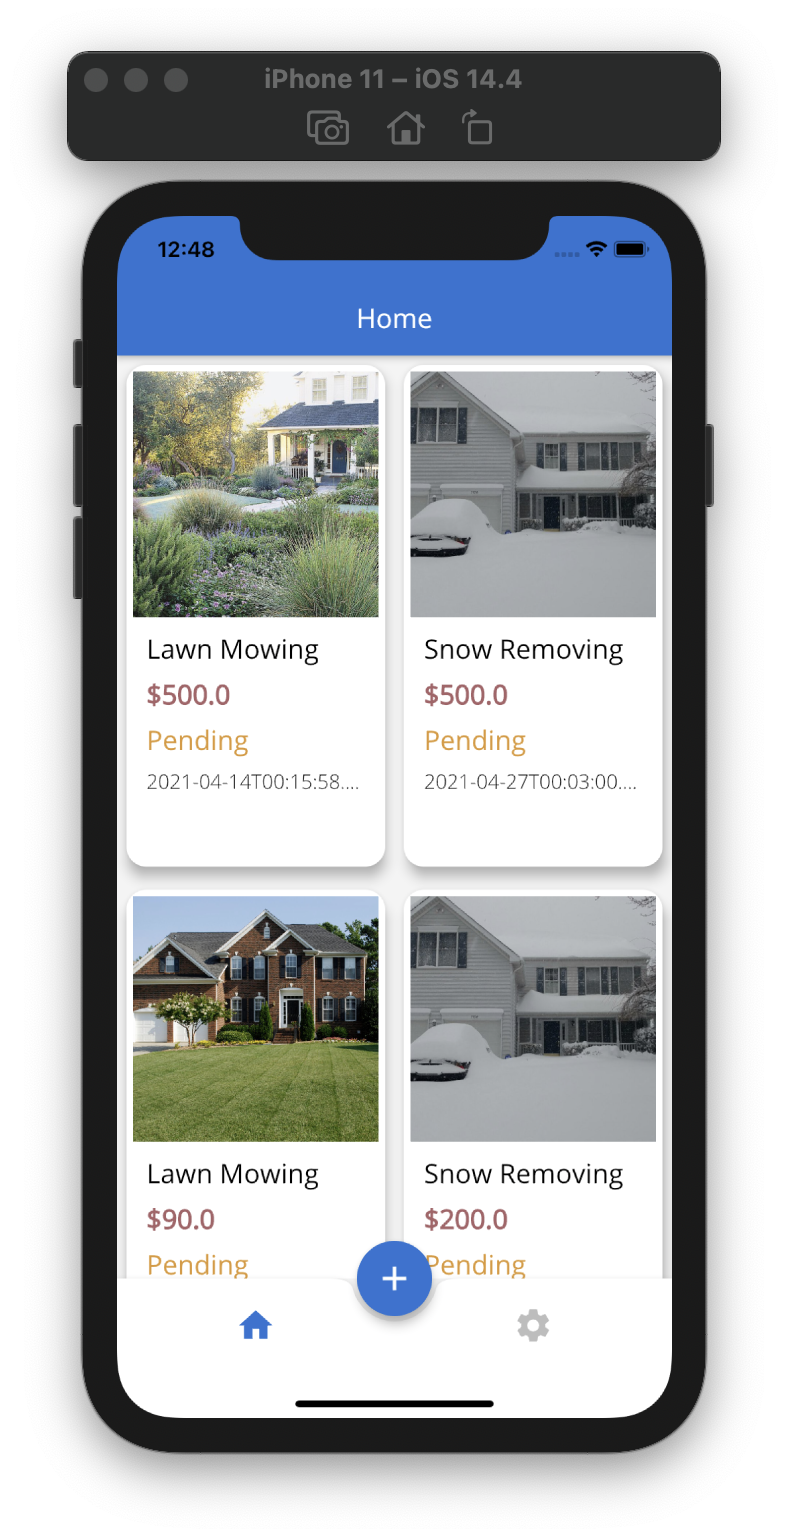 iPhone 11 – iOS 14.4
12:48
Home
Lawn Mowing
$500.0
Pending
2021-04-14T00:15:58....
Snow Removing
$500.0
Pending
2021-04-27T00:03:00....
Lawn Mowing
$90.0
Pending
Snow Removing
$200.0
Pending